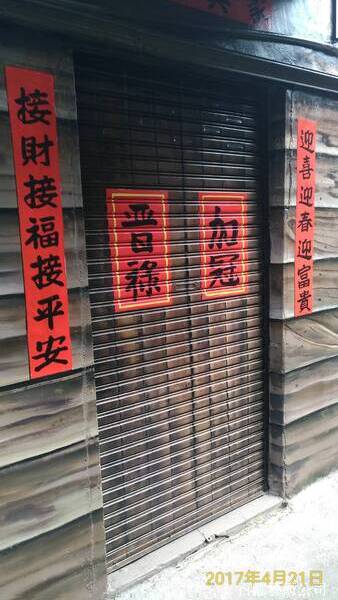 迎喜迎春迎富貴
接財接福接平安
加冠
晋祿
2017年4月21日